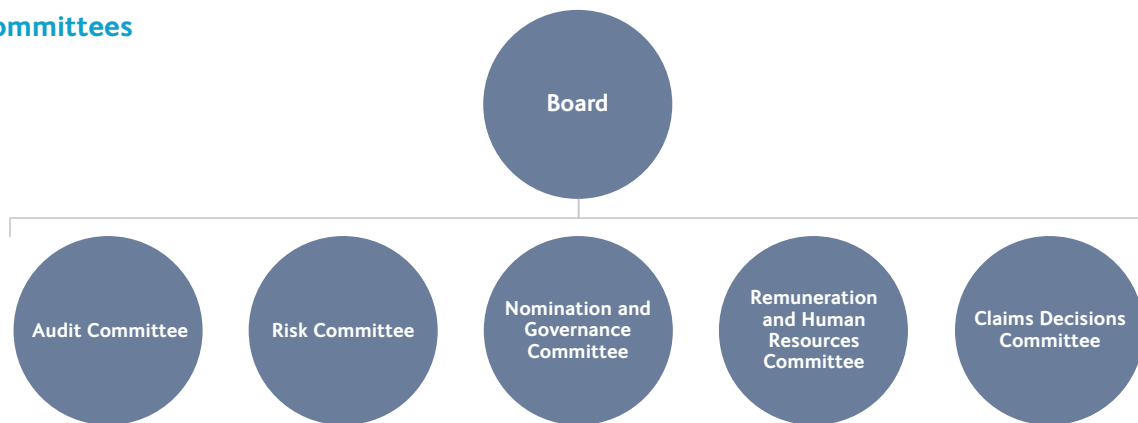 ommittees
Board
Audit Committee
Risk Committee
Nomination and
Governance
Committee
Remuneration
and Human
Resources
Committee
Claims Decisions
Committee